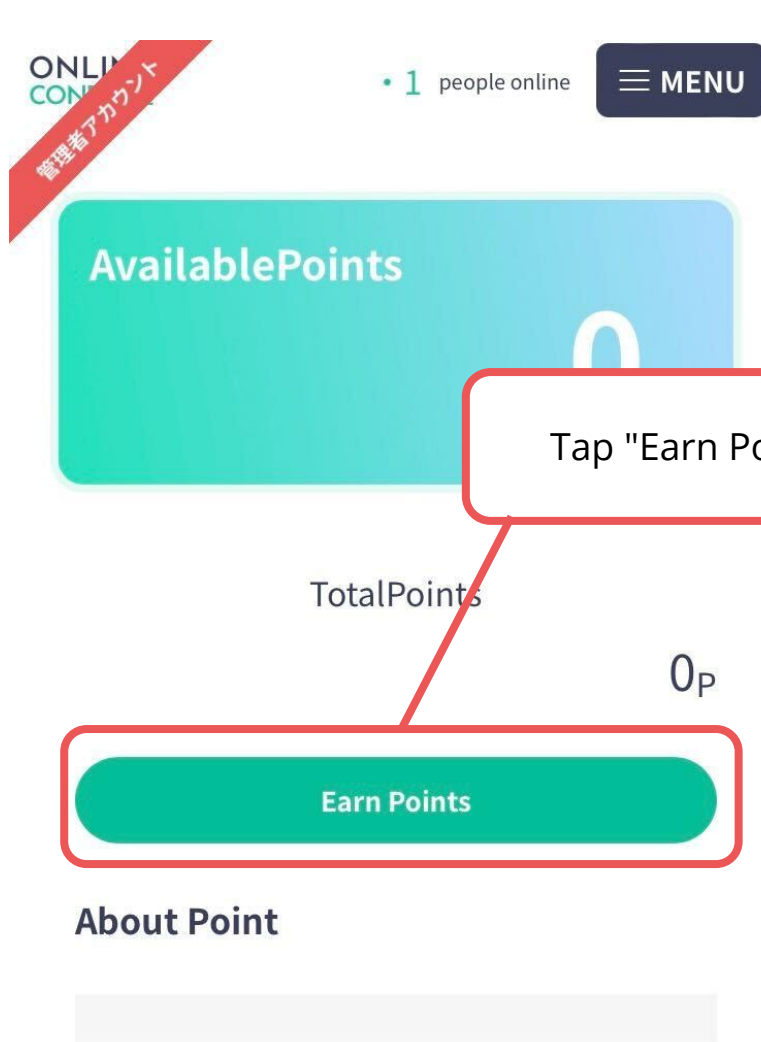 • 1 people online
MENU
管理者アカウント
AvailablePoints
0
Tap "Earn
TotalPoints
0P
Earn Points
About Point